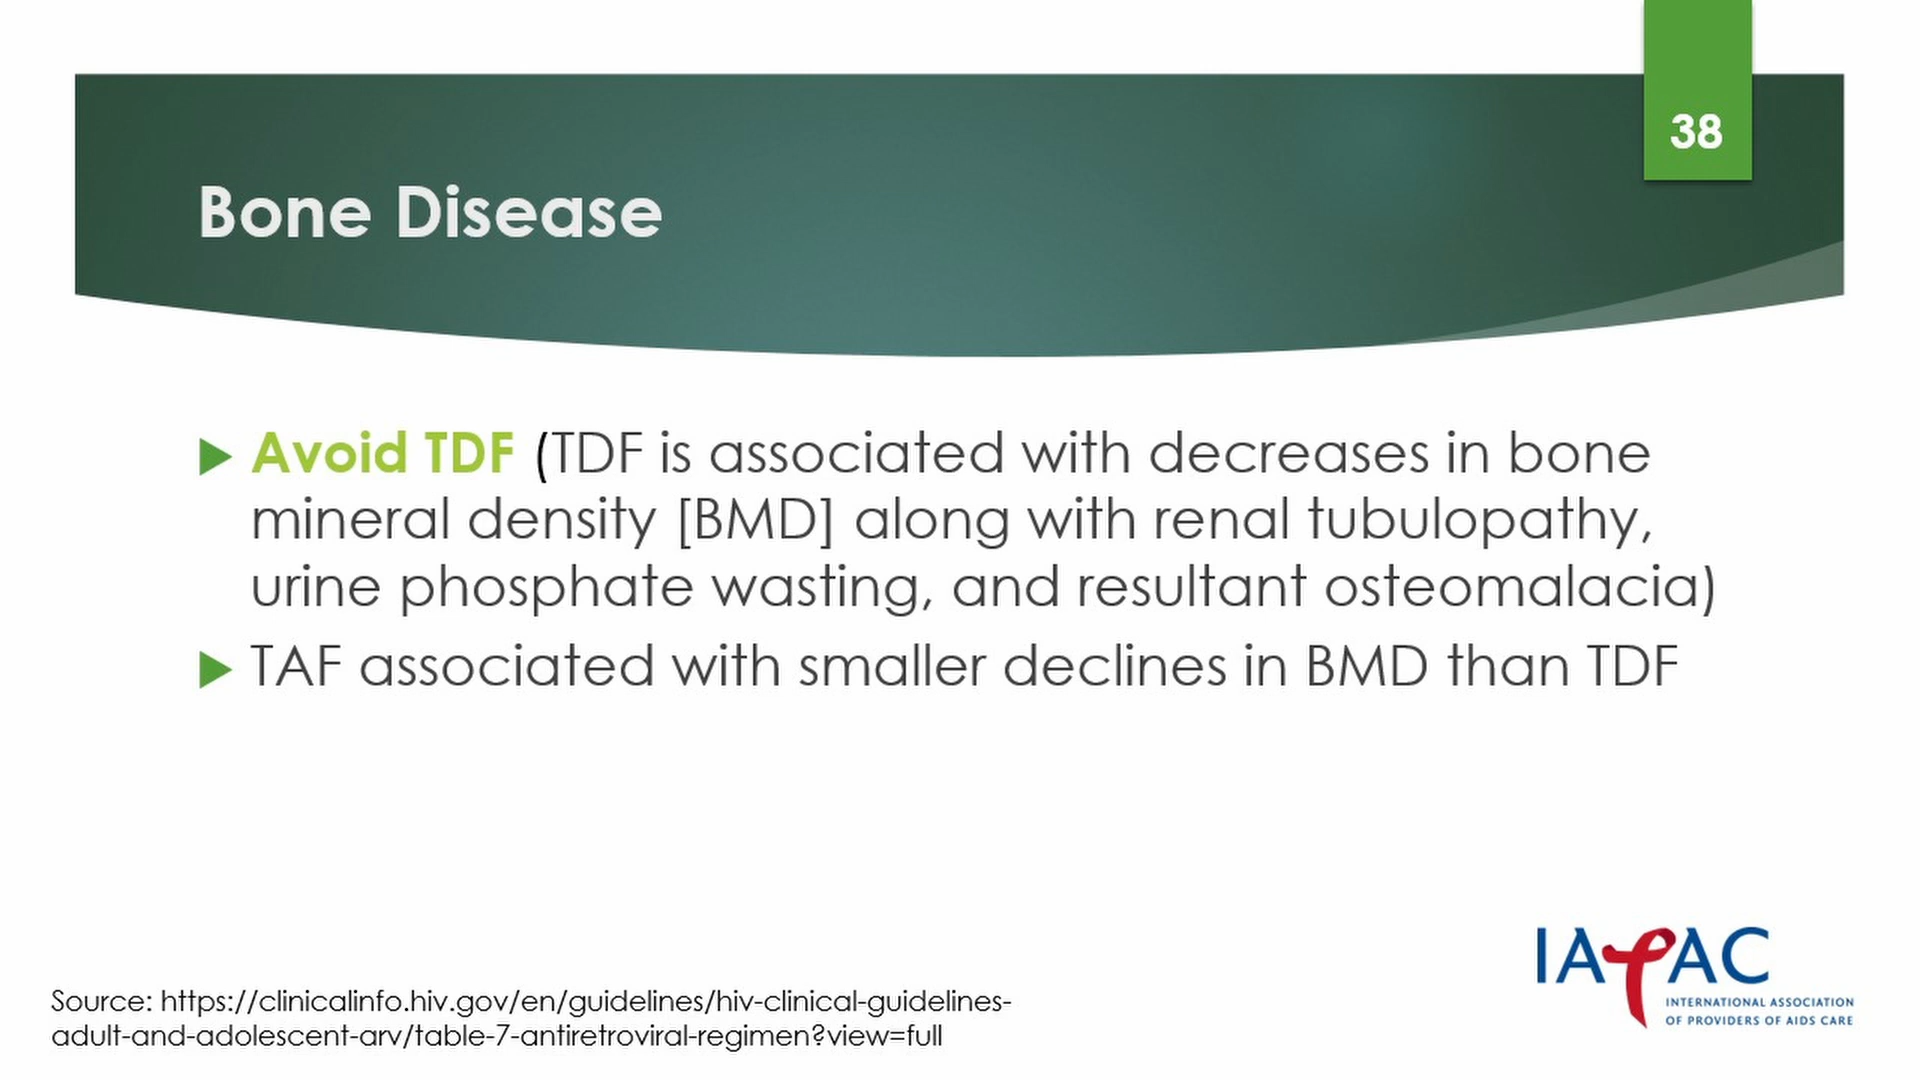 38
Bone Disease
Avoid TDF (TDF is associated with decreases in bone
mineral density [BMD] along with renal tubulopathy,
urine phosphate wasting, and resultant osteomalacia)
TAF associated with smaller declines in BMD than TDF
Source: https://clinicalinfo.hiv.gov/en/guidelines/hiv-clinical-guidelines-
adult-and-adolescent-arv/table-7-antiretroviral-regimen?view=full
IAPAC
INTERNATIONAL ASSOCIATION
OF PROVIDERS OF AIDS CARE